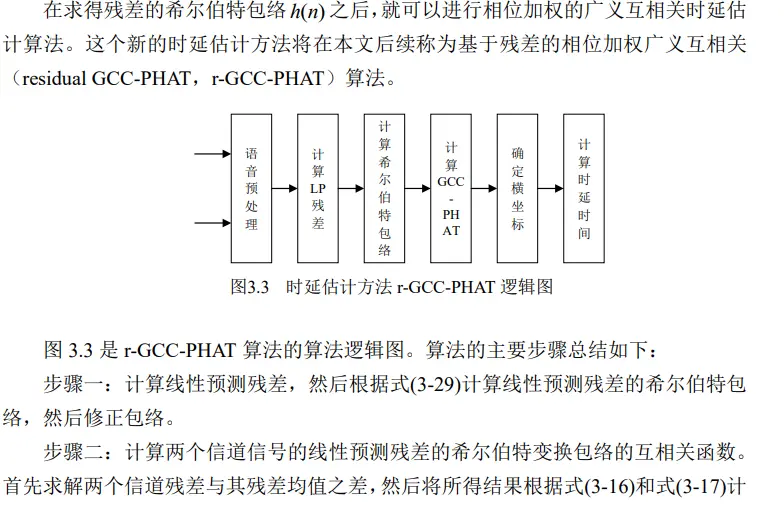 在求得残差的希尔伯特包络 h(n) 之后，就可以进行相位加权的广义互相关时延估
计算法。这个新的时延估计方法将在本文后续称为基于残差的相位加权广义互相关
（residual GCC-PHAT，r-GCC-PHAT）算法。
语音预处理
计算LP残差
计算希尔伯特包络
计算GCC-PHAT
确定横坐标
计算时延时间
图3.3 时延估计方法 r-GCC-PHAT 逻辑图
图 3.3 是 r-GCC-PHAT 算法的算法逻辑图。算法的主要步骤总结如下：
步骤一：计算线性预测残差，然后根据式(3-29)计算线性预测残差的希尔伯特包
络，然后修正包络。
步骤二：计算两个信道信号的线性预测残差的希尔伯特变换包络的互相关函数。
首先求解两个信道残差与其残差均值之差，然后将所得结果根据式(3-16)和式(3-17)计